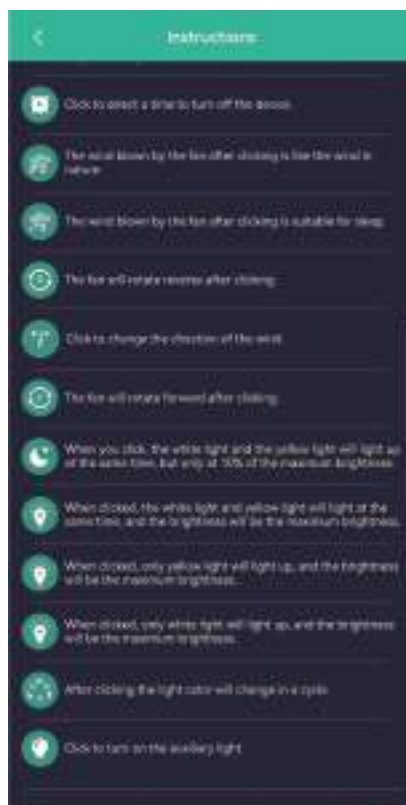 Instructions
Click to select a time to turn off the device
The wind blown by the fan after clicking is like the wind in
nature
The wind blown by the fan after clicking is suitable for sleep
The fan will rotate reverse after clicking
Click to change the direction of the wind
The fan will rotate forward after clicking
When you click, the white light and the yellow light will light up
at the same time, but only at 10% of the maximum brightness
When clicked, the white light and yellow light will light at the
same time, and the brightness will be the maximum brightness.
When clicked, only yellow light will light up, and the brightness
will be the maximum brightness.
When clicked, only white light will light up, and the brightness
will be the maximum brightness.
After clicking the light color will change in a cycle
Click to turn on the auxiliary light